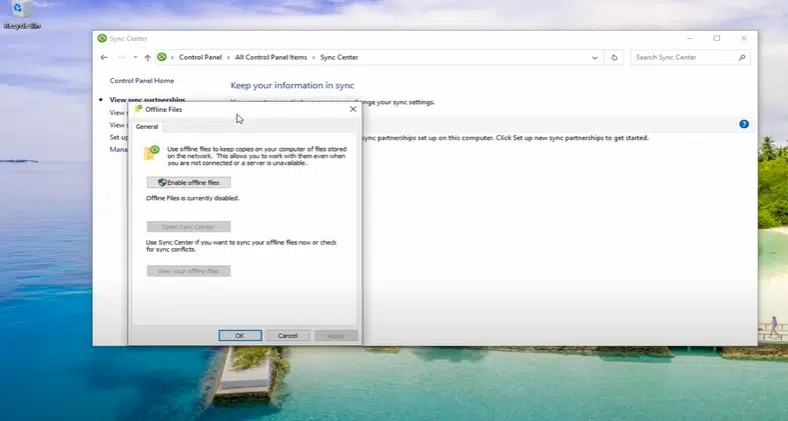 Recycle Bin
Sync Center
Control Panel > All Control Panel Items > Sync Center
Search Sync Center
Control Panel Home
Keep your information in sync
View sync partnerships
change your sync settings.
View
View
Set up
sync partnerships set up on this computer. Click Set up new sync partnerships to get started.
Mana
Offline Files
General
Use offline files to keep copies on your computer of files stored
on the network. This allows you to work with them even when
you are not connected or a server is unavailable.
Enable offline files
Offline Files is currently disabled.
Open Sync Center
Use Sync Center if you want to sync your offline files now or check
for sync conflicts.
View your offline files
OK
Cancel
Apply